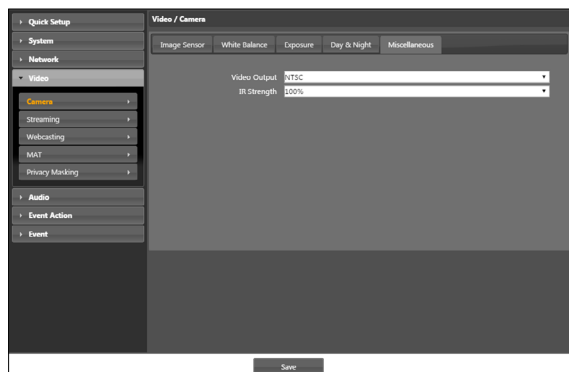 Quick Setup
System
Network
Video
Camera
Streaming
Webcasting
MAT
Privacy Masking
Audio
Event Action
Event
Video / Camera
Image Sensor
White Balance
Exposure
Day & Night
Miscellaneous
Video Output NTSC
IR Strength 100%
Save